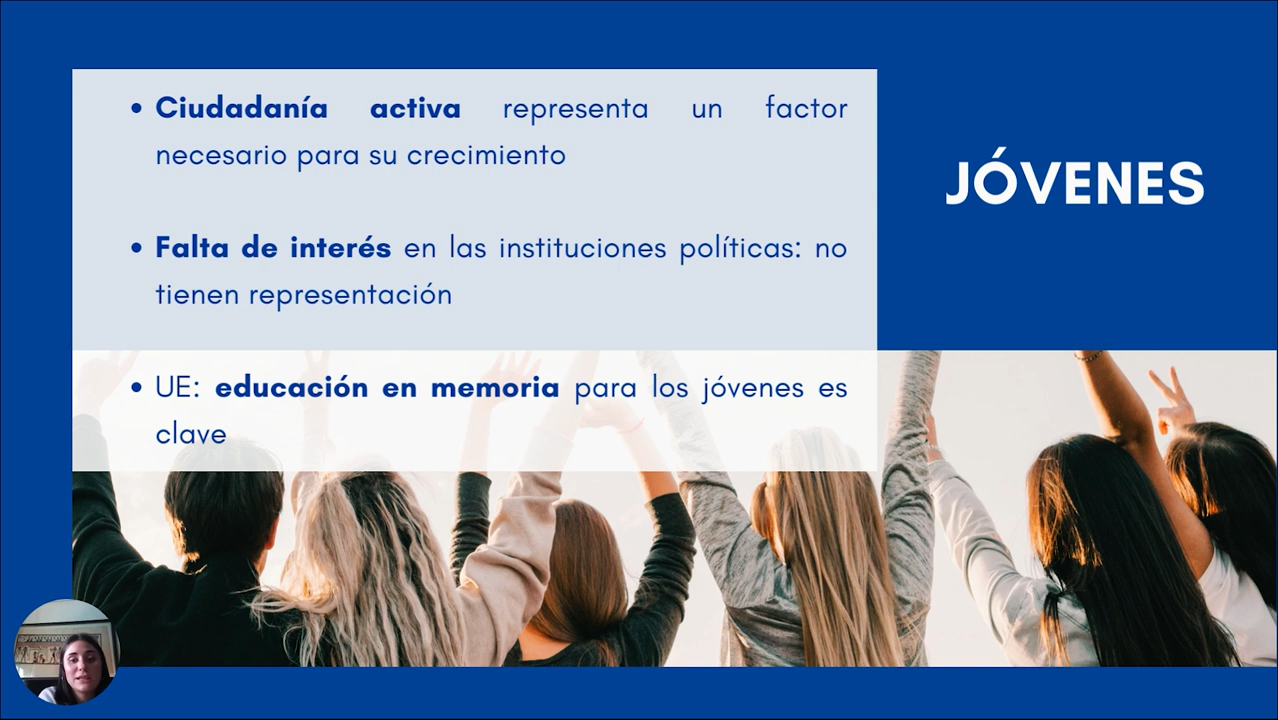 • Ciudadanía activa representa un factor
necesario para su crecimiento
• Falta de interés en las instituciones políticas: no
tienen representación
• UE: educación en memoria para los jóvenes es
clave
JÓVENES